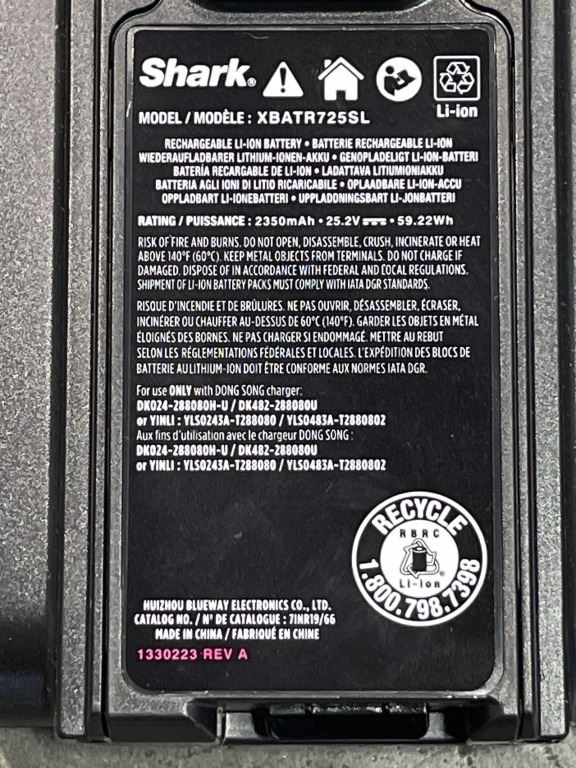 Shark®
Li-ion
MODEL / MODÈLE : XBATR725SL
RECHARGEABLE LI-ION BATTERY • BATTERIE RECHARGEABLE LI-ION
WIEDERAUFLADBARER LITHIUM-IONEN-AKKU • GENOPLADELIGT LI-ION-BATTERI
BATERÍA RECARGABLE DE LI-ION • LADATTAVA LITIUMIONIAKKU
BATTERIA AGLI IONI DI LITIO RICARICABILE • OPLAADBARE LI-ION-ACCU
OPPLADBART LI-IONEBATTERI • UPPLADDNINGSBART LI-JONBATTERI
RATING / PUISSANCE : 2350mAh • 25.2V ⎓ • 59.22Wh
RISK OF FIRE AND BURNS. DO NOT OPEN, DISASSEMBLE, CRUSH, INCINERATE OR HEAT
ABOVE 140°F (60°C). KEEP METAL OBJECTS FROM TERMINALS. DO NOT CHARGE IF
DAMAGED. DISPOSE OF IN ACCORDANCE WITH FEDERAL AND LOCAL REGULATIONS.
SHIPMENT OF LI-ION BATTERY PACKS MUST COMPLY WITH IATA DGR STANDARDS.
RISQUE D'INCENDIE ET DE BRÛLURES. NE PAS OUVRIR, DÉSASSEMBLER, ÉCRASER,
INCINÉRER OU CHAUFFER AU-DESSUS DE 60°C (140°F). GARDER LES OBJETS EN MÉTAL
ÉLOIGNÉS DES BORNES. NE PAS CHARGER SI ENDOMMAGÉ. METTRE AU REBUT
SELON LES RÉGLEMENTATIONS FÉDÉRALES ET LOCALES. L'EXPÉDITION DES BLOCS DE
BATTERIE AU LITHIUM-ION DOIT ÊTRE CONFORME AUX NORMES IATA DGR.
For use ONLY with DONG SONG charger:
DK024-288080H-U / DK482-288080U
or YINLI : YLS0243A-T288080 / YLS0483A-T2880802
Aux fins d'utilisation avec le chargeur DONG SONG :
DK024-288080H-U / DK482-288080U
or YINLI : YLS0243A-T288080 / YLS0483A-T2880802
RECYCLE
RBRC
Li-Ion
1.800.798.7398
HUIZHOU BLUEWAY ELECTRONICS CO., LTD.
CATALOG NO. / N° DE CATALOGUE : 7INR19/66
MADE IN CHINA / FABRIQUÉ EN CHINE
1330223 REV A